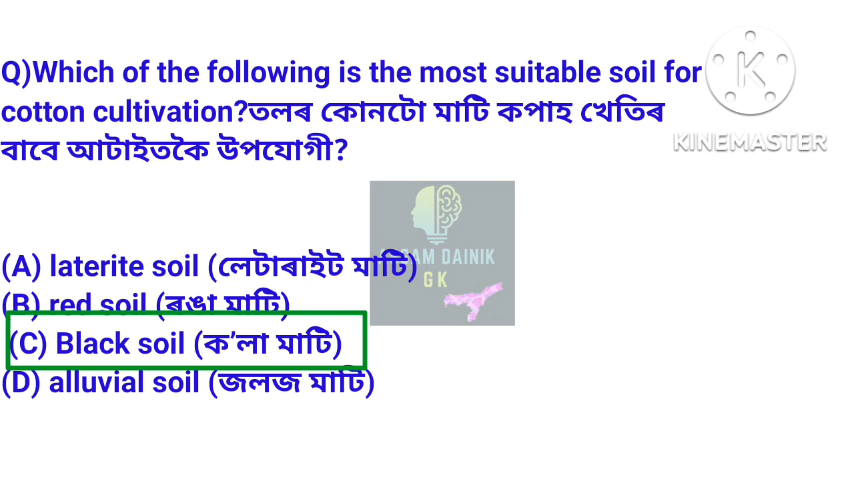 Q)Which of the following is the most suitable soil for
cotton cultivation?তলৰ কোনটো মাটি কপাহ খেতিৰ
বাবে আটাইতকৈ উপযোগী?
KINEMASTER
(A) laterite soil (লেটাৰাইট মাটি)
DAINIK
GK
(B) red soil (ৰঙা মাটি)
(C) Black soil (ক’লা মাটি)
(D) alluvial soil (জলজ মাটি)